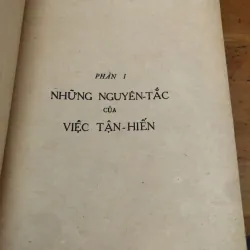 PHẦN I
NHỮNG NGUYÊN-TẮC
CỦA
VIỆC TẬN-HIẾN